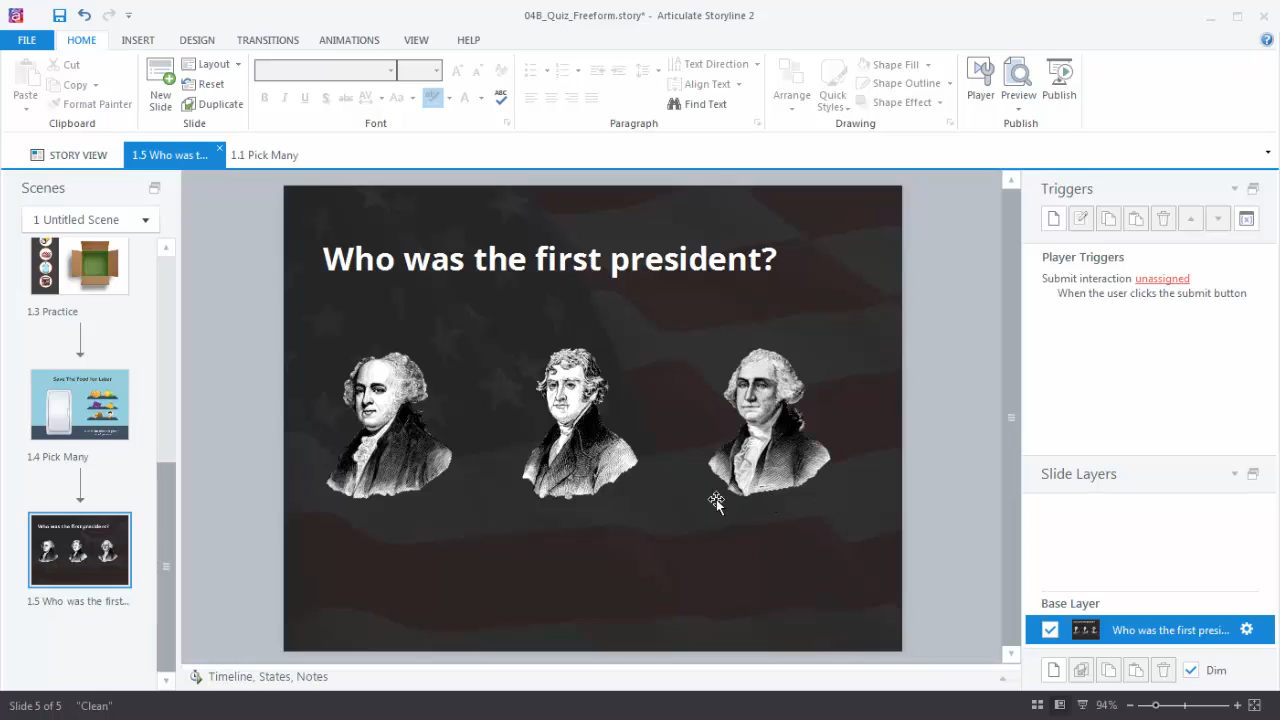 04B_Quiz_Freeform.story* - Articulate Storyline 2
FILE HOME INSERT DESIGN TRANSITIONS ANIMATIONS VIEW HELP
Paste
Cut
Copy
Format Painter
Clipboard
New Slide
Layout
Reset
Duplicate
Slide
B I U S abc AV Aa A ABC
Font
Text Direction
Align Text
Find Text
Paragraph
Arrange
Quick Styles
Shape Fill
Shape Outline
Shape Effect
Drawing
Player
Preview
Publish
Publish
STORY VIEW
1.5 Who was t...
1.1 Pick Many
Scenes
1 Untitled Scene
1.3 Practice
Save The Food for Later
1.4 Pick Many
Who was the first president?
1.5 Who was the first...
Who was the first president?
Timeline, States, Notes
Triggers
Player Triggers
Submit interaction unassigned
When the user clicks the submit button
Slide Layers
Base Layer
Who was the first presi...
Dim
Slide 5 of 5 "Clean"
94%